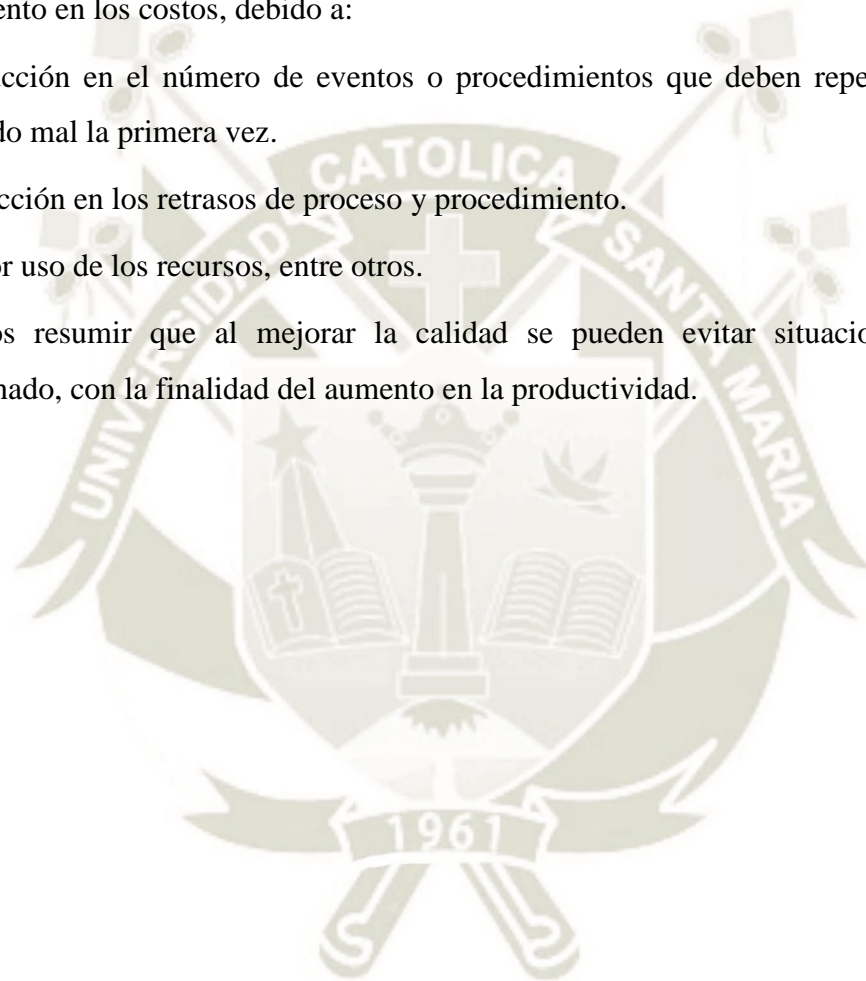 ento en los costos, debido a:
cción en el número de eventos o procedimientos que deben repe
do mal la primera vez.
cción en los retrasos de proceso y procedimiento.
or uso de los recursos, entre otros.
os resumir que al mejorar la calidad se pueden evitar situacio
nado, con la finalidad del aumento en la productividad.
UNIVERSIDAD CATOLICA SANTA MARIA
1961